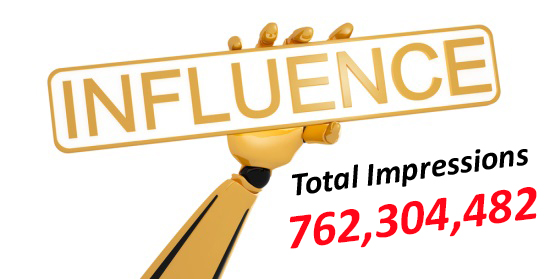 INFLUENCE
Total Impressions
762,304,482